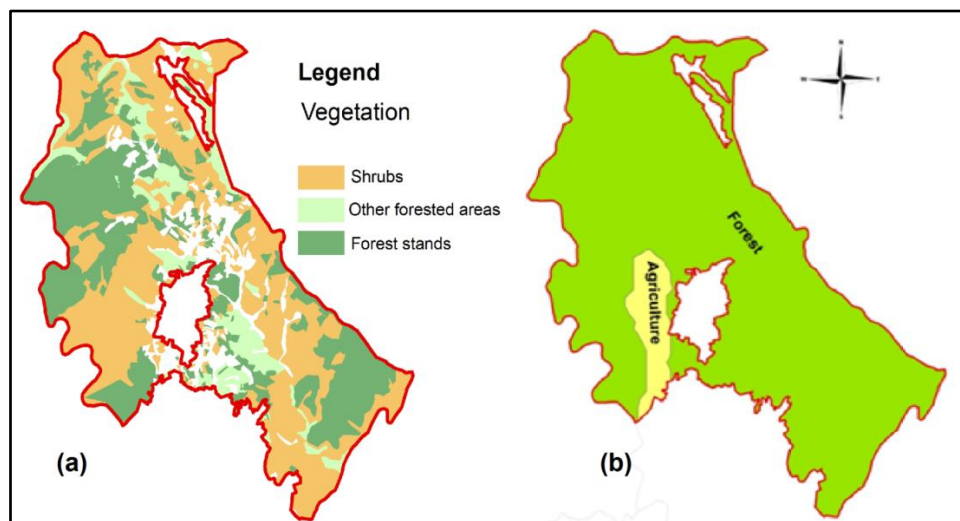 Legend
Vegetation
Shrubs
Other forested areas
Forest stands
(a)
N
W
E
S
Forest
Agriculture
(b)